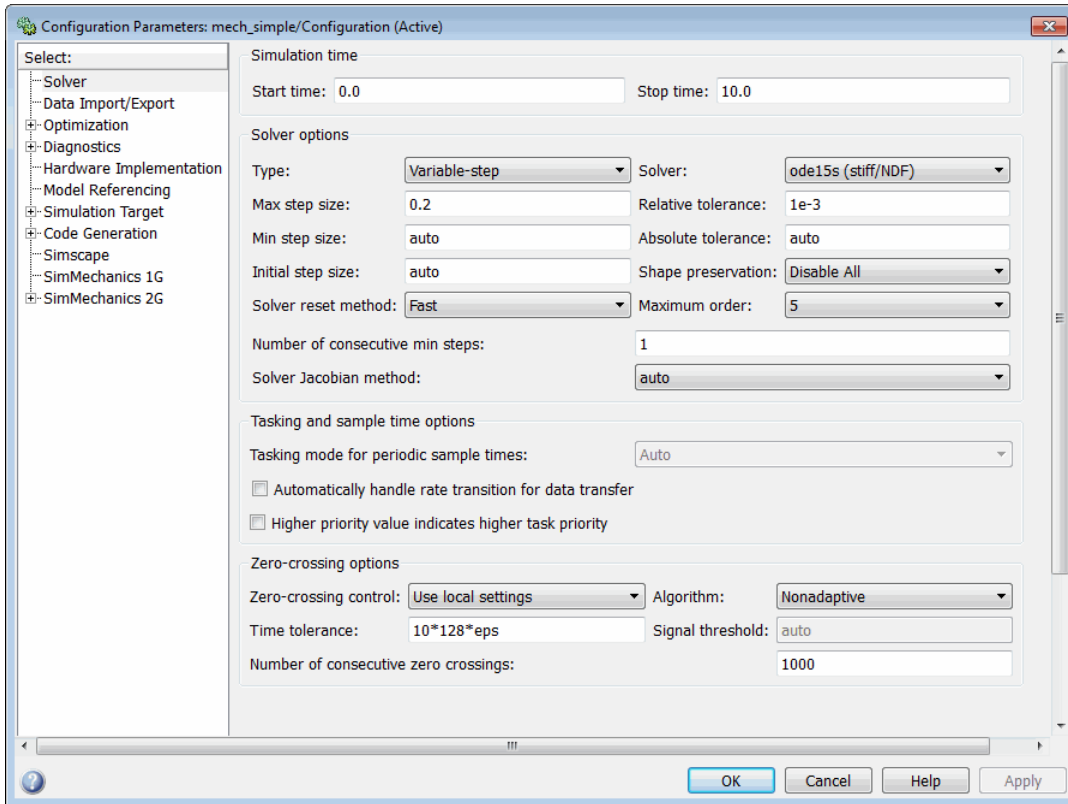 Configuration Parameters: mech_simple/Configuration (Active)
Select:
Solver
Data Import/Export
Optimization
Diagnostics
Hardware Implementation
Model Referencing
Simulation Target
Code Generation
Simscape
SimMechanics 1G
SimMechanics 2G
Simulation time
Start time: 0.0 Stop time: 10.0
Solver options
Type: Variable-step Solver: ode15s (stiff/NDF)
Max step size: 0.2 Relative tolerance: 1e-3
Min step size: auto Absolute tolerance: auto
Initial step size: auto Shape preservation: Disable All
Solver reset method: Fast Maximum order: 5
Number of consecutive min steps: 1
Solver Jacobian method: auto
Tasking and sample time options
Tasking mode for periodic sample times: Auto
Automatically handle rate transition for data transfer
Higher priority value indicates higher task priority
Zero-crossing options
Zero-crossing control: Use local settings Algorithm: Nonadaptive
Time tolerance: 10*128*eps Signal threshold: auto
Number of consecutive zero crossings: 1000
OK Cancel Help Apply